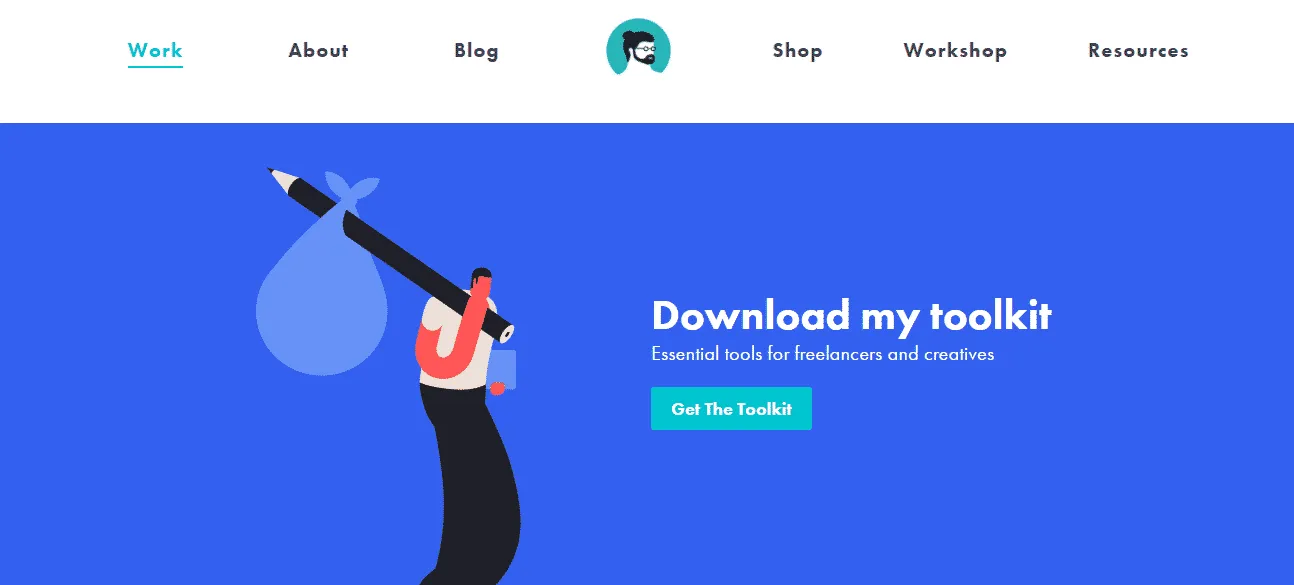 Work About Blog Shop Workshop Resources
Download my toolkit
Essential tools for freelancers and creatives
Get The Toolkit